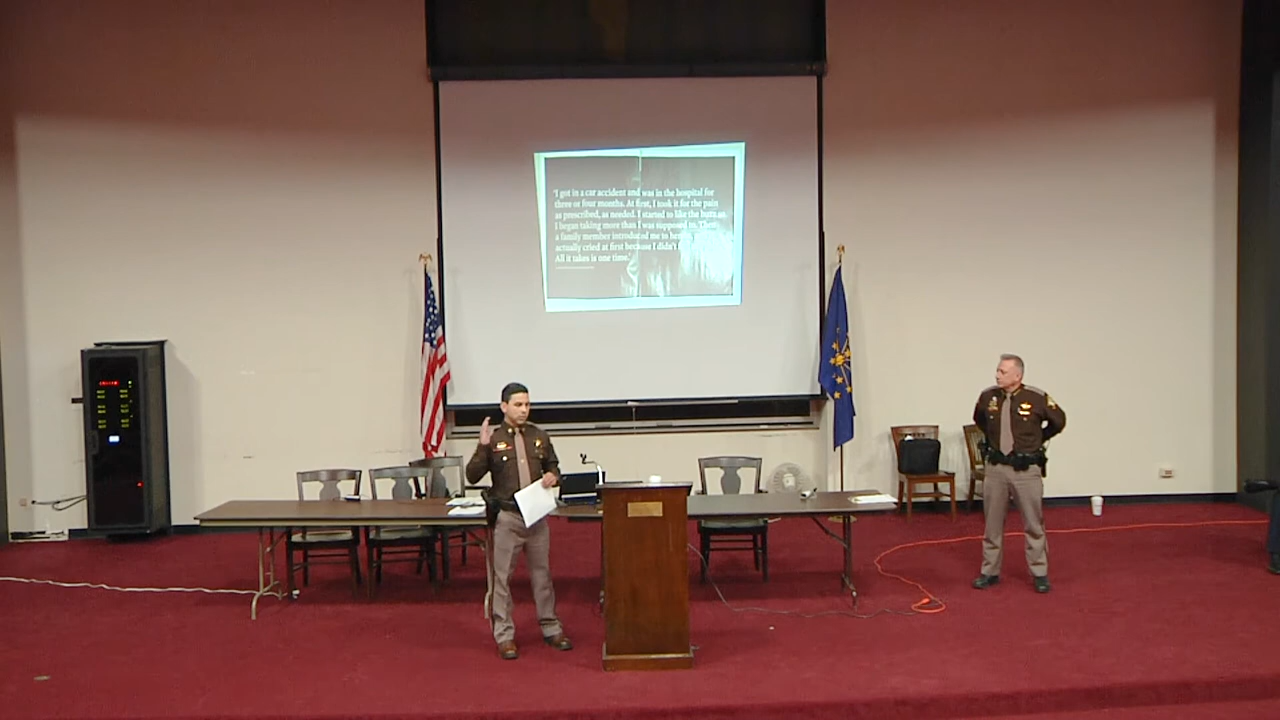 "I got in a car accident and was in the hospital for
three or four months. At first, I took it for the pain
as prescribed, as needed. I started to like the
I began taking more than I was supposed to. Then
a family member introduced me to
actually cried at first because I didn't
All it takes is one time."